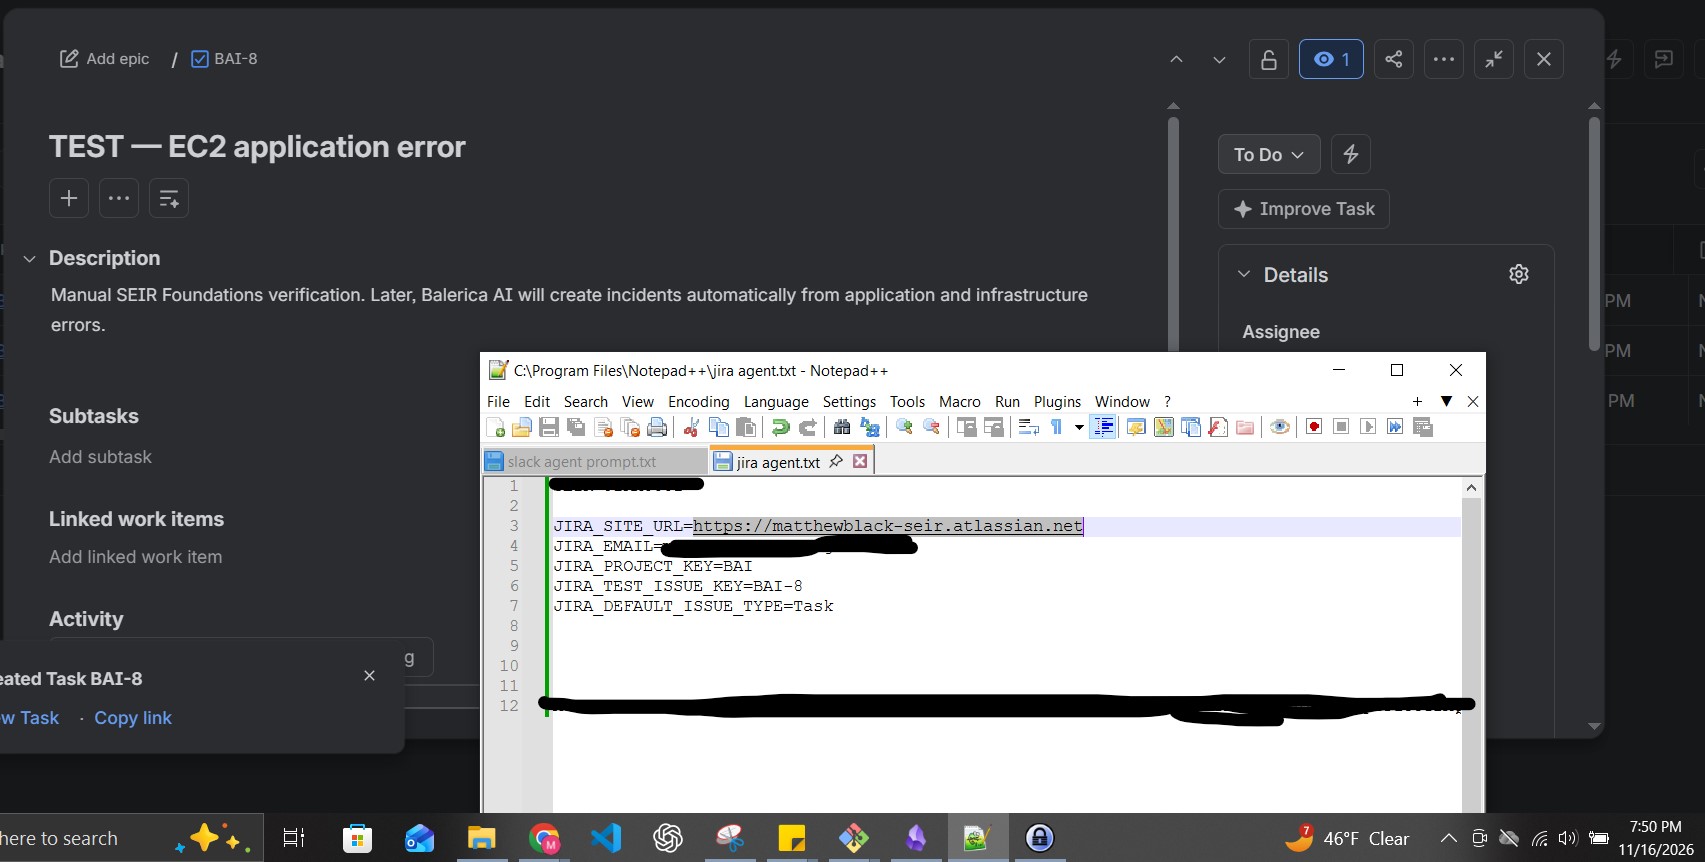 Add epic / BAI-8
1
TEST — EC2 application error
To Do
Improve Task
Description
Manual SEIR Foundations verification. Later, Balerica AI will create incidents automatically from application and infrastructure
errors.
Details
Assignee
PM
PM
PM
Subtasks
Add subtask
Linked work items
Add linked work item
Activity
g
eated Task BAI-8
ew Task · Copy link
C:\Program Files\Notepad++\jira agent.txt - Notepad++
File Edit Search View Encoding Language Settings Tools Macro Run Plugins Window ?
slack agent prompt.txt jira agent.txt
1
2
3 JIRA_SITE_URL=https://matthewblack-seir.atlassian.net
4 JIRA_EMAIL=
5 JIRA_PROJECT_KEY=BAI
6 JIRA_TEST_ISSUE_KEY=BAI-8
7 JIRA_DEFAULT_ISSUE_TYPE=Task
8
9
10
11
12
here to search
M
7
46°F Clear
7:50 PM
11/16/2026